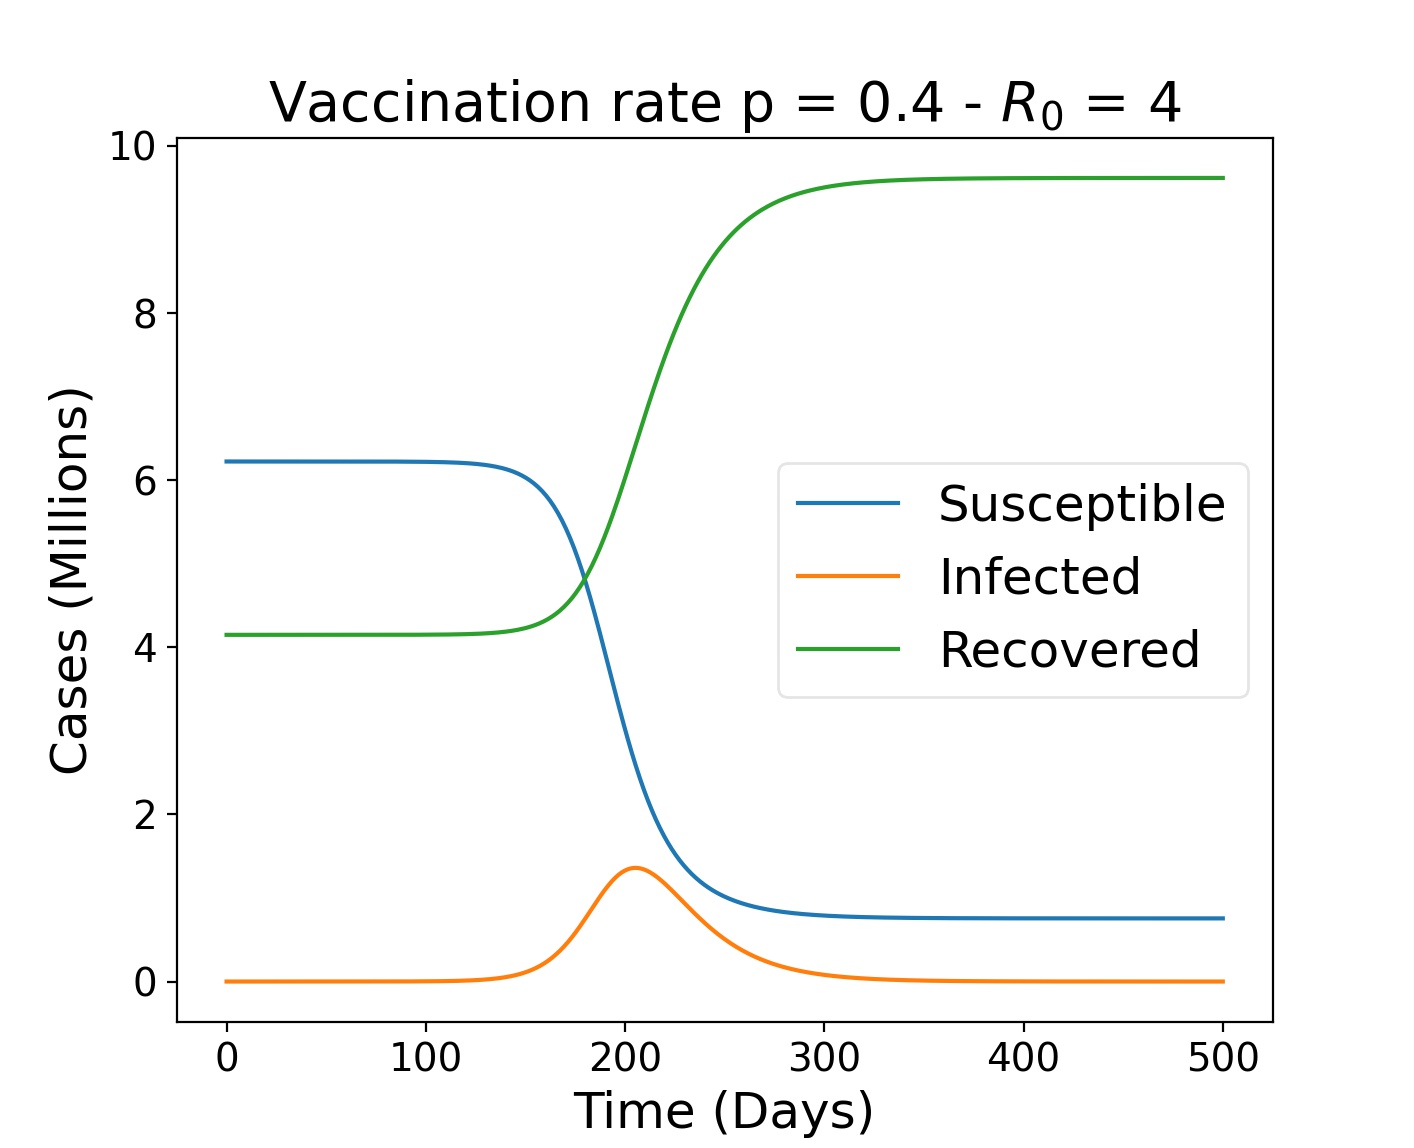 Vaccination rate p = 0.4 - R₀ = 4
Cases (Millions)
10
8
6
4
2
0
Susceptible
Infected
Recovered
0 100 200 300 400 500
Time (Days)